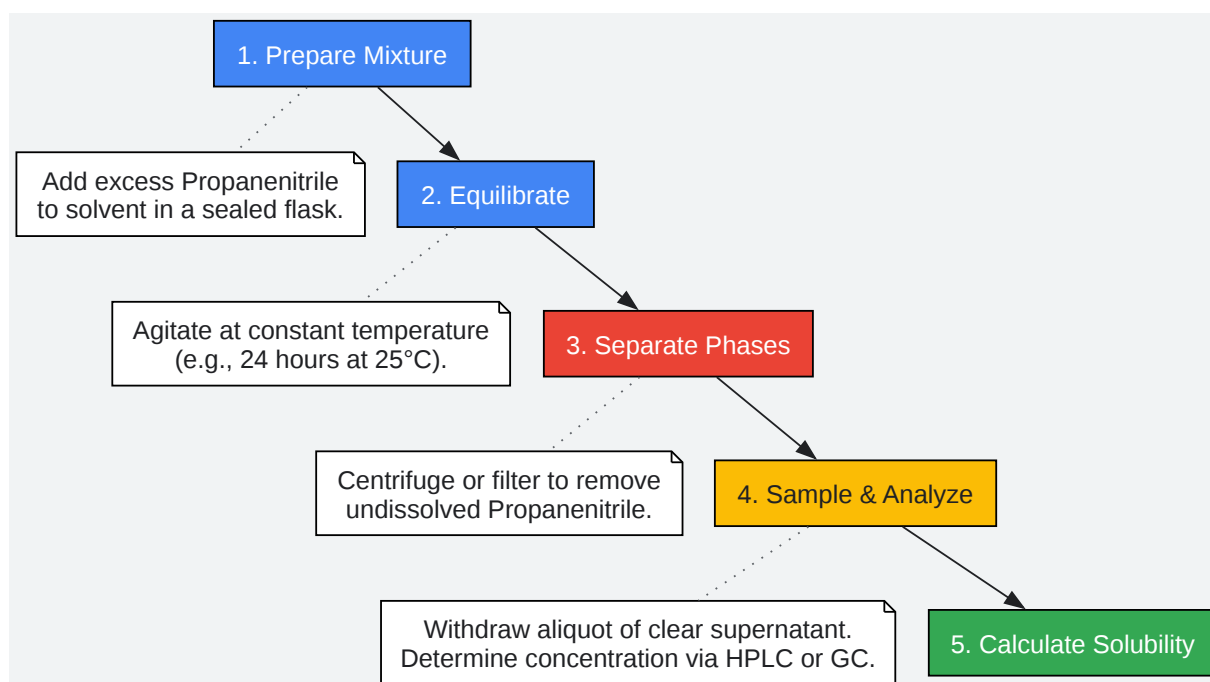 1. Prepare Mixture
Add excess Propanenitrile
to solvent in a sealed flask.
2. Equilibrate
Agitate at constant temperature
(e.g., 24 hours at 25°C).
3. Separate Phases
Centrifuge or filter to remove
undissolved Propanenitrile.
4. Sample & Analyze
Withdraw aliquot of clear supernatant.
Determine concentration via HPLC or GC.
5. Calculate Solubility